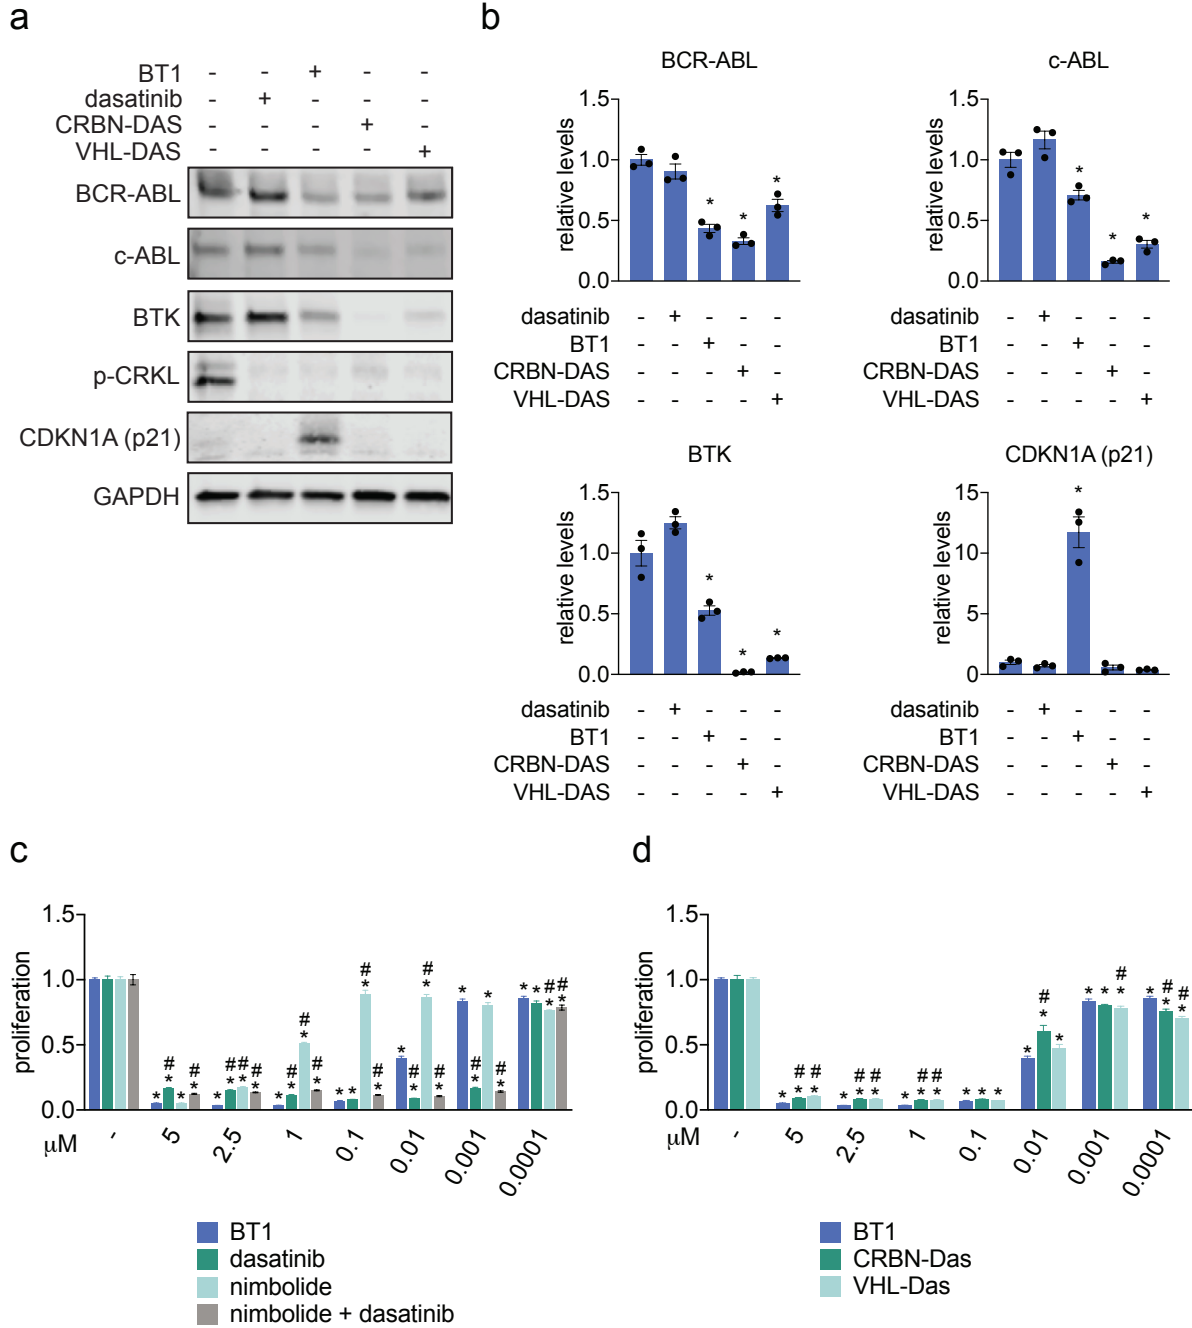 a
BT1 - - + - -
dasatinib - + - - -
CRBN-DAS - - - + -
VHL-DAS - - - - +
BCR-ABL
c-ABL
BTK
p-CRKL
CDKN1A (p21)
GAPDH
b
BCR-ABL
relative levels
1.5
1.0
0.5
0.0
* * *
dasatinib - + - - -
BT1 - - + - -
CRBN-DAS - - - + -
VHL-DAS - - - - +
c-ABL
relative levels
1.5
1.0
0.5
0.0
* * *
dasatinib - + - - -
BT1 - - + - -
CRBN-DAS - - - + -
VHL-DAS - - - - +
BTK
relative levels
1.5
1.0
0.5
0.0
* * *
dasatinib - + - - -
BT1 - - + - -
CRBN-DAS - - - + -
VHL-DAS - - - - +
CDKN1A (p21)
relative levels
15
10
5
0
*
dasatinib - + - - -
BT1 - - + - -
CRBN-DAS - - - + -
VHL-DAS - - - - +
c
proliferation
1.5
1.0
0.5
0.0
# # ## # # # # # # # # # # # ##
* * * * * * * * * * * * * * * * * * * * * * * * * * * *
μM - 5 2.5 1 0.1 0.01 0.001 0.0001
BT1
dasatinib
nimbolide
nimbolide + dasatinib
d
proliferation
1.5
1.0
0.5
0.0
## ## ## # # # #
* * * * * * * * * * * * * * * * * * * * *
μM - 5 2.5 1 0.1 0.01 0.001 0.0001
BT1
CRBN-Das
VHL-Das